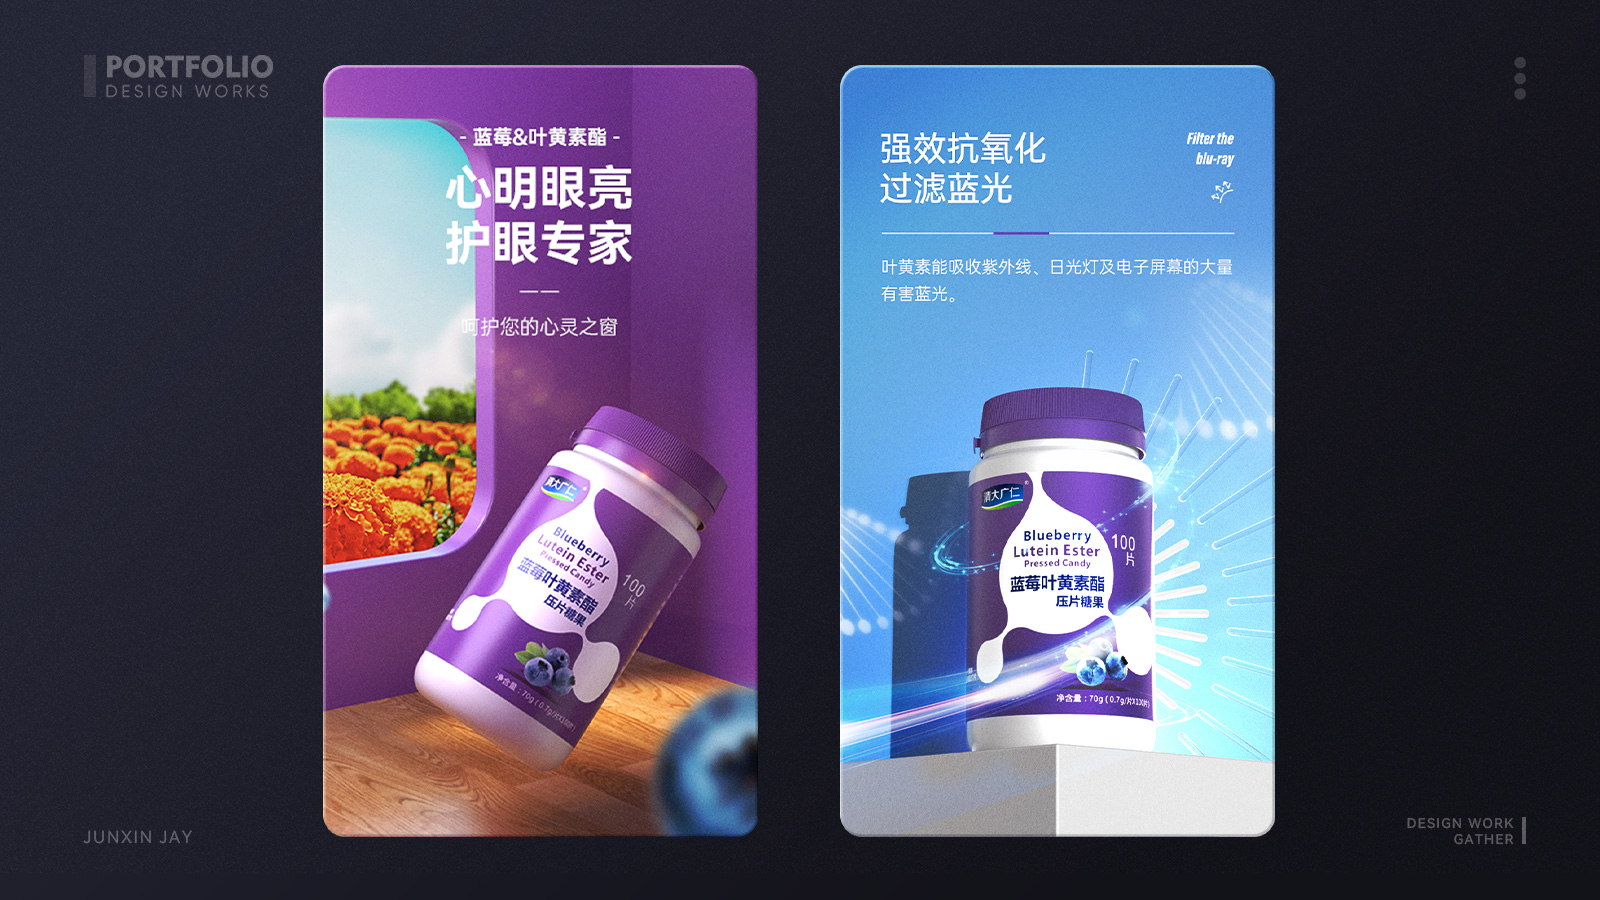 PORTFOLIO
DESIGN WORKS
- 蓝莓&叶黄素酯 -
心明眼亮
护眼专家
呵护您的心灵之窗
清大广仁
Blueberry
Lutein Ester
Pressed Candy
蓝莓叶黄素酯
压片糖果
100
片
净含量：70g（0.7g/片X100片）
强效抗氧化
过滤蓝光
Filter the
blu-ray
叶黄素能吸收紫外线、日光灯及电子屏幕的大量
有害蓝光。
清大广仁
Blueberry
Lutein Ester
Pressed Candy
蓝莓叶黄素酯
压片糖果
100
片
净含量：70g（0.7g/片X100片）
JUNXIN JAY
DESIGN WORK
GATHER